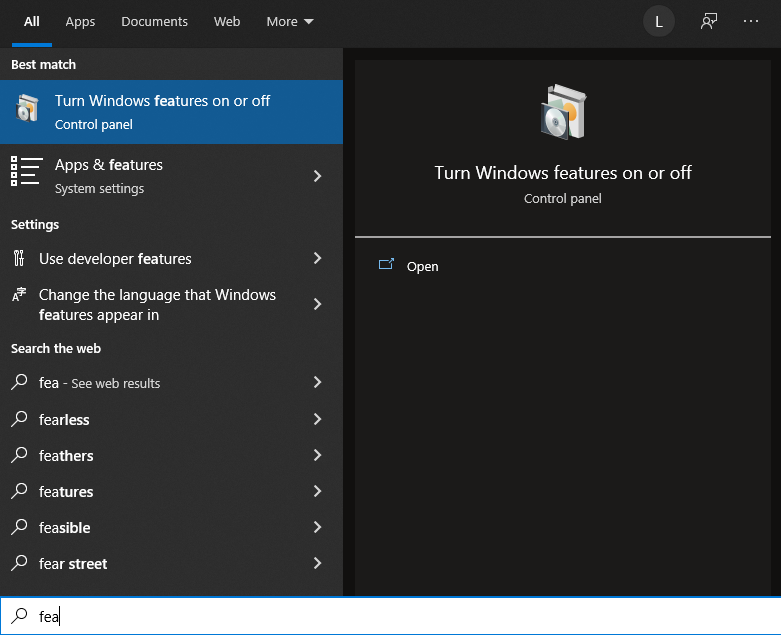 All Apps Documents Web More L ...
Best match
Turn Windows features on or off
Control panel
Apps & features
System settings
Settings
Use developer features
Change the language that Windows
features appear in
Search the web
fea - See web results
fearless
feathers
features
feasible
fear street
fea
Turn Windows features on or off
Control panel
Open